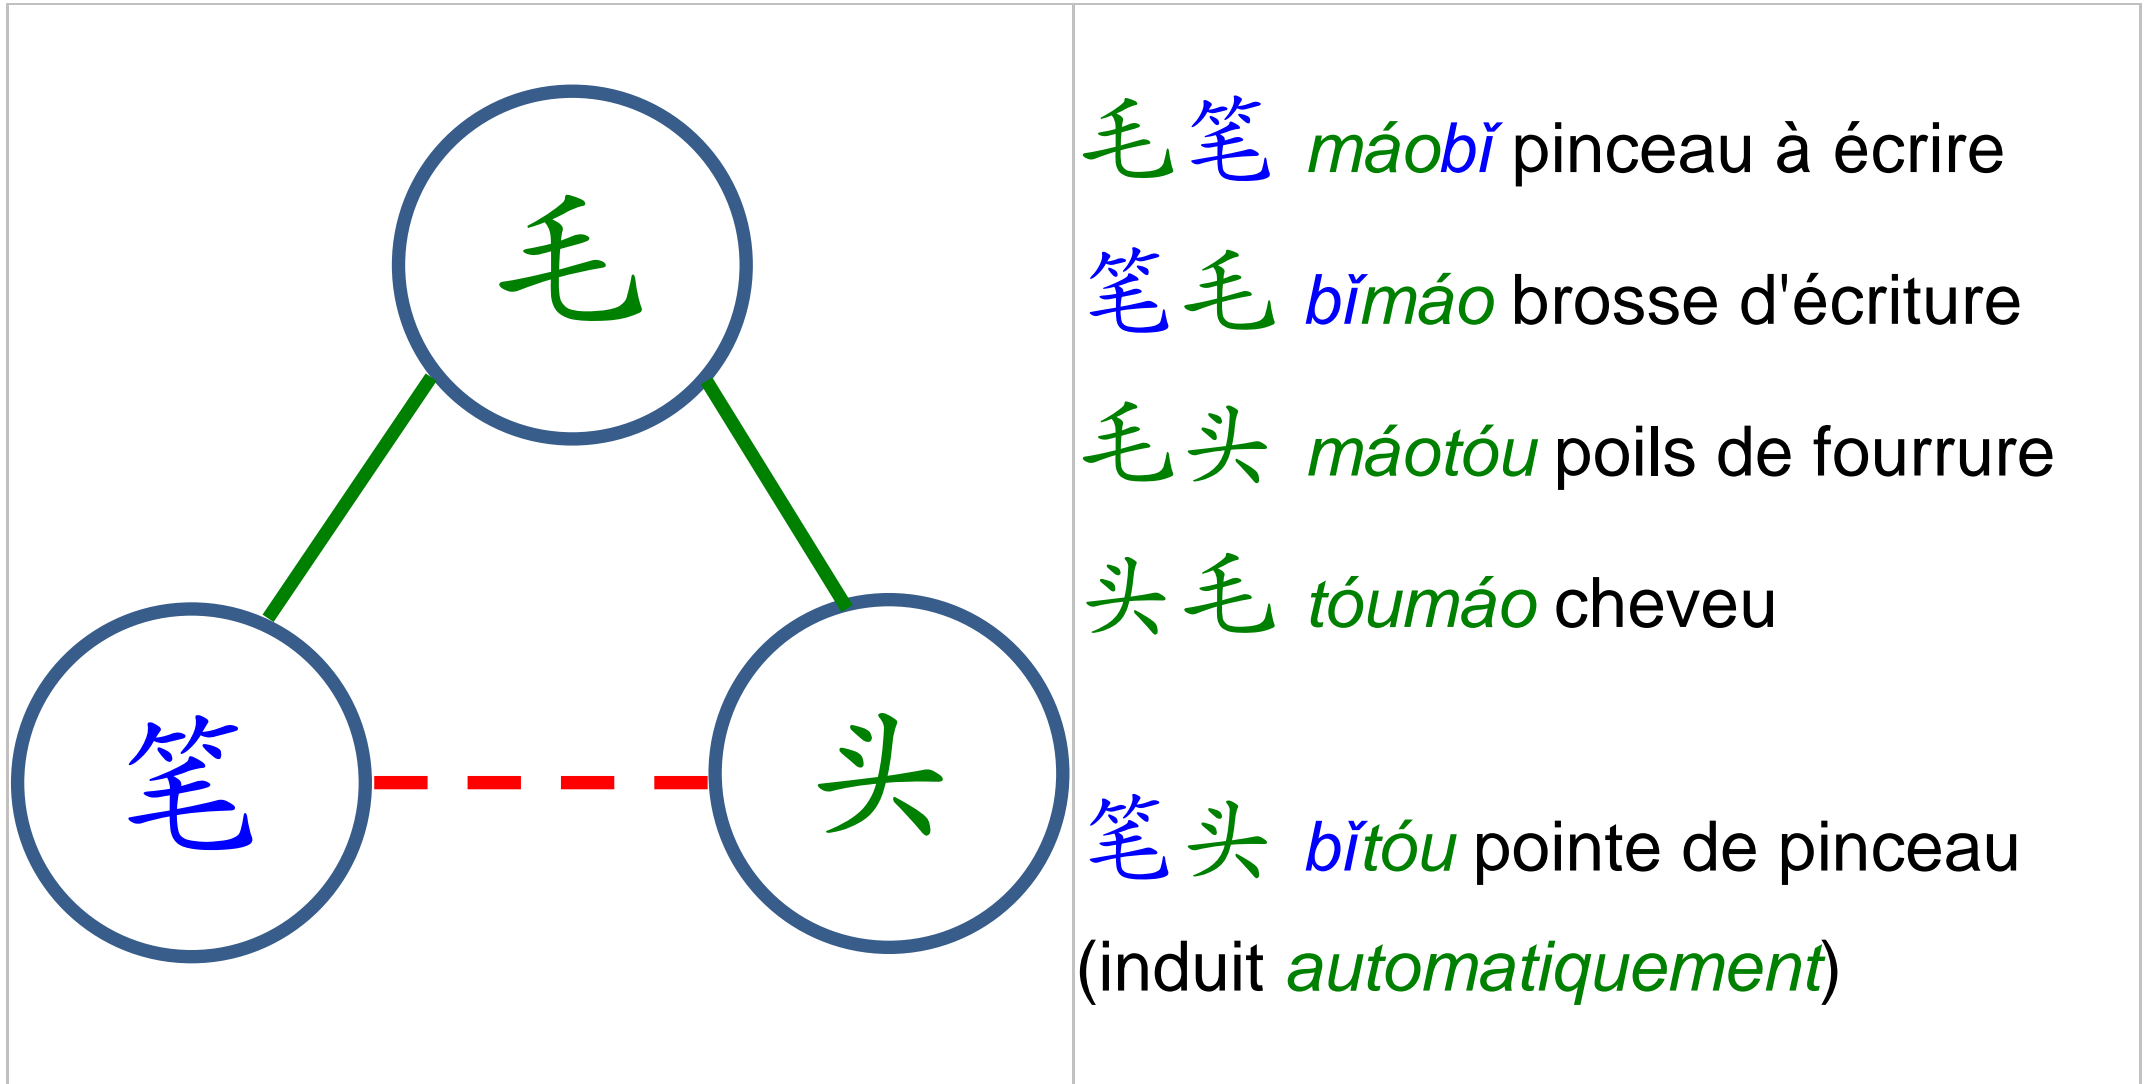 毛
笔
头
毛笔 máobǐ pinceau à écrire
笔毛 bǐmáo brosse d'écriture
毛头 máotóu poils de fourrure
头毛 tóumáo cheveu
笔头 bǐtóu pointe de pinceau
(induit automatiquement)